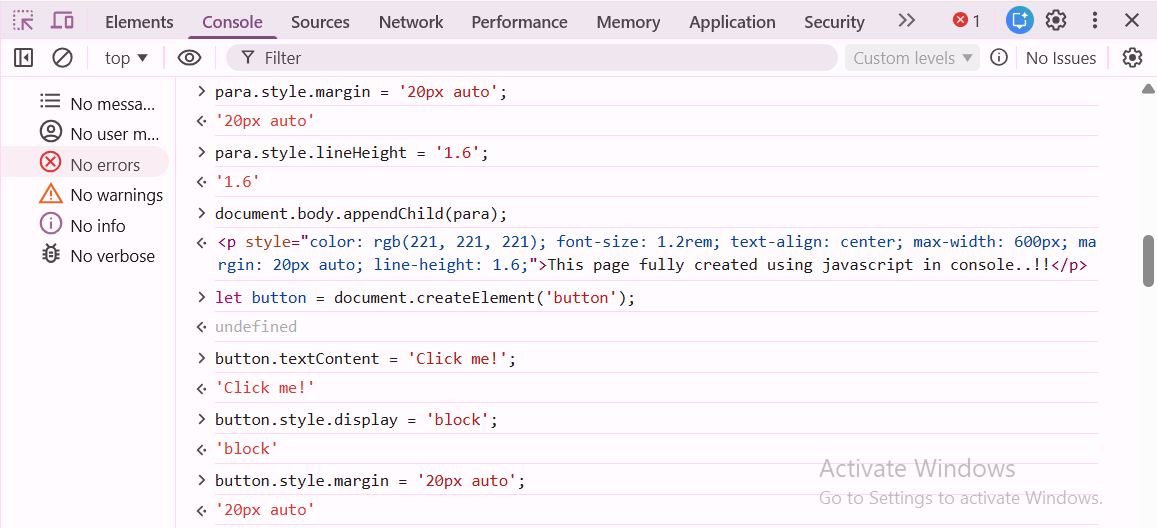 Elements Console Sources Network Performance Memory Application Security 1
top Filter Custom levels No Issues
No messa...
No user m...
No errors
No warnings
No info
No verbose
para.style.margin = '20px auto';
'20px auto'
para.style.lineHeight = '1.6';
'1.6'
document.body.appendChild(para);
<p style="color: rgb(221, 221, 221); font-size: 1.2rem; text-align: center; max-width: 600px; ma
rgin: 20px auto; line-height: 1.6;">This page fully created using javascript in console..!!</p>
let button = document.createElement('button');
undefined
button.textContent = 'Click me!';
'Click me!'
button.style.display = 'block';
'block'
button.style.margin = '20px auto';
'20px auto'
Activate Windows
Go to Settings to activate Windows.